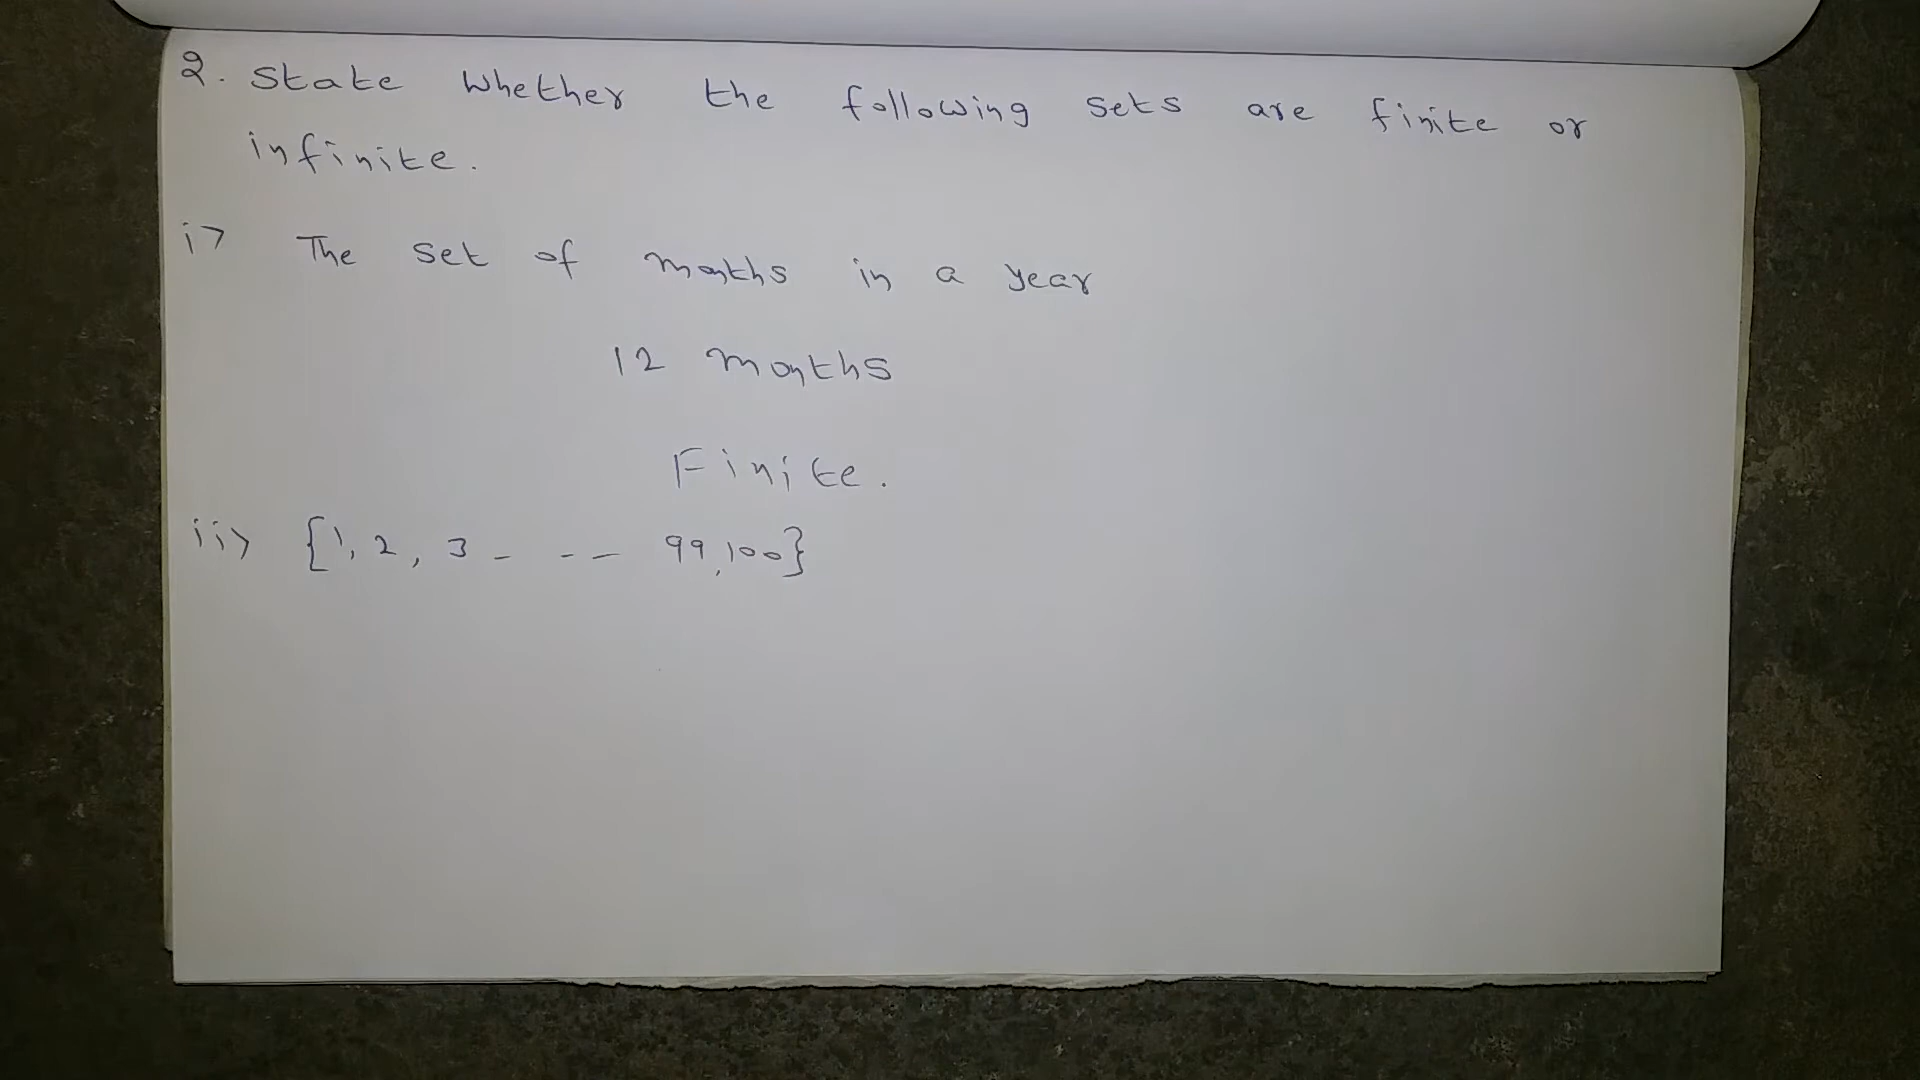 2. State whether the following sets are finite or
infinite.
i> The set of months in a year
12 months
Finite.
ii> {1, 2, 3 - - - 99, 100}